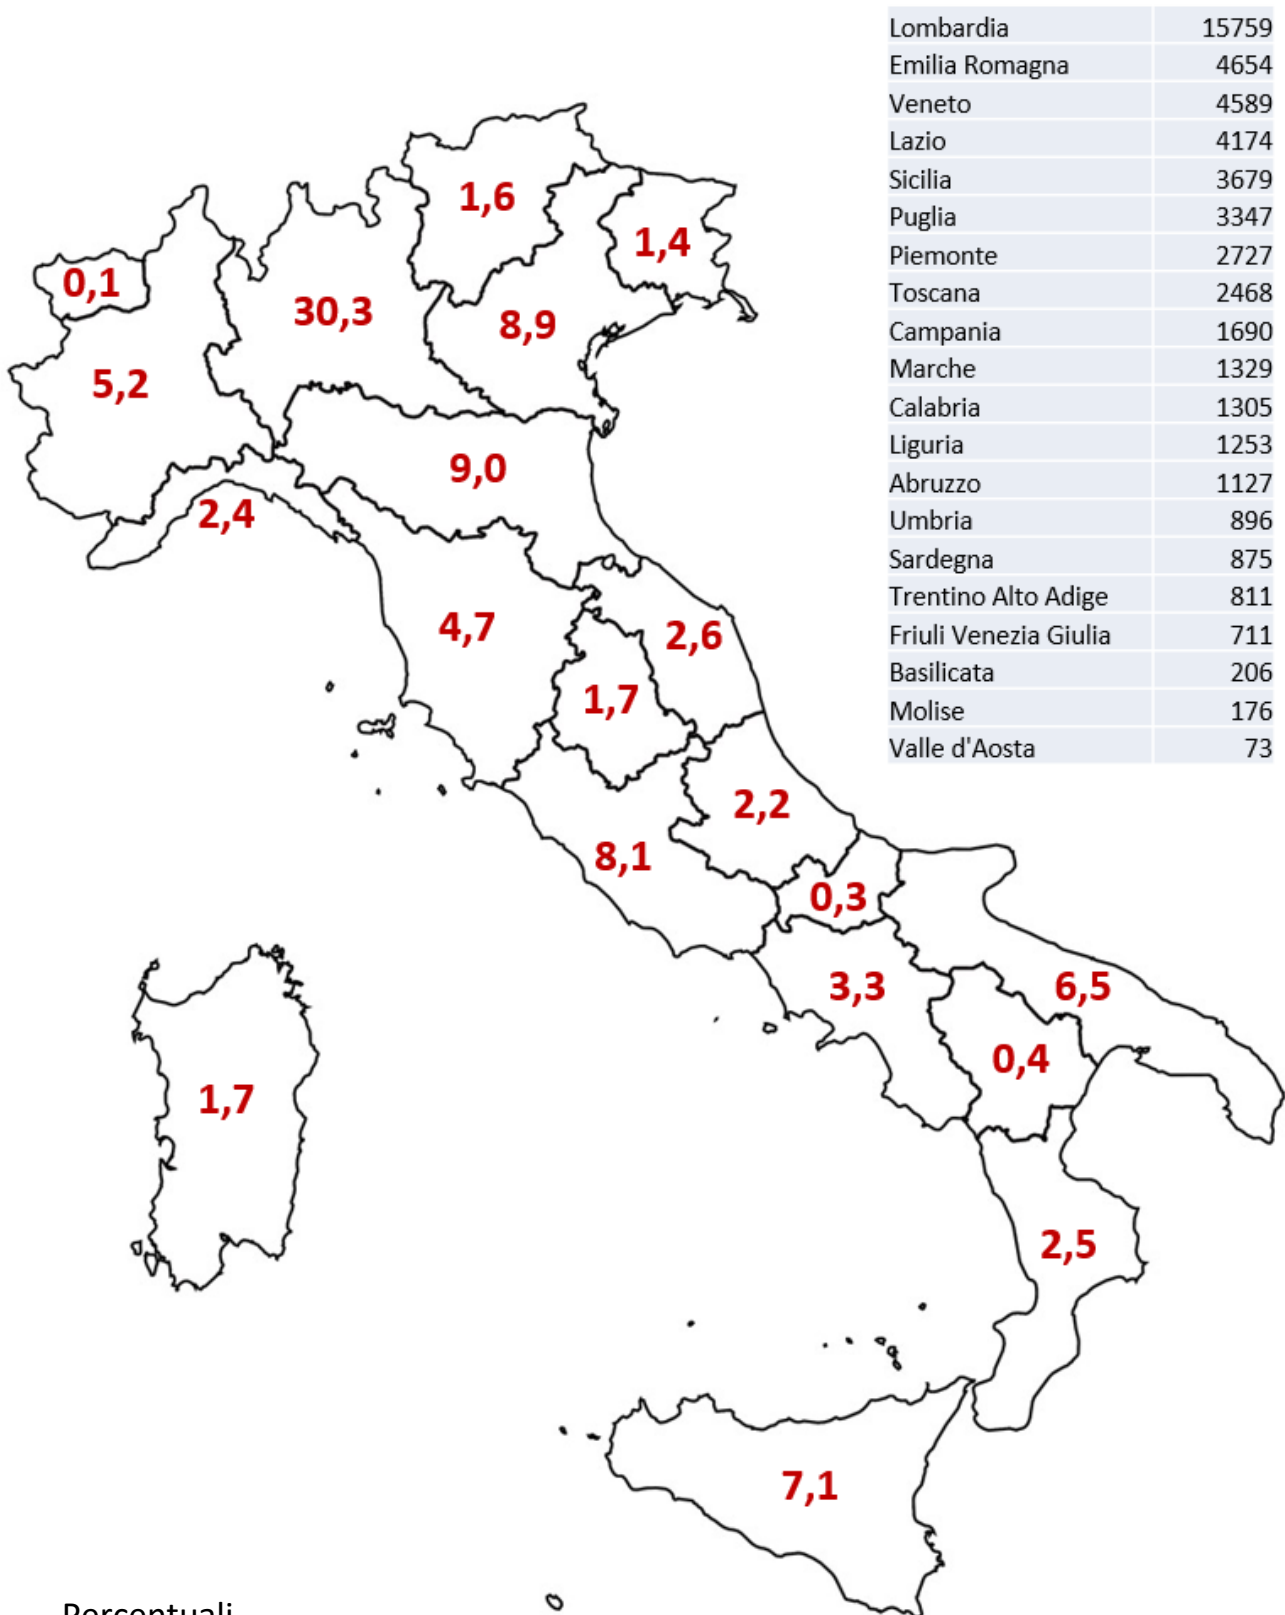 Lombardia 15759
Emilia Romagna 4654
Veneto 4589
Lazio 4174
Sicilia 3679
Puglia 3347
Piemonte 2727
Toscana 2468
Campania 1690
Marche 1329
Calabria 1305
Liguria 1253
Abruzzo 1127
Umbria 896
Sardegna 875
Trentino Alto Adige 811
Friuli Venezia Giulia 711
Basilicata 206
Molise 176
Valle d'Aosta 73
1,6
1,4
0,1
30,3
8,9
5,2
9,0
2,4
4,7
2,6
1,7
2,2
8,1
0,3
3,3
6,5
0,4
1,7
2,5
7,1
Percentuali